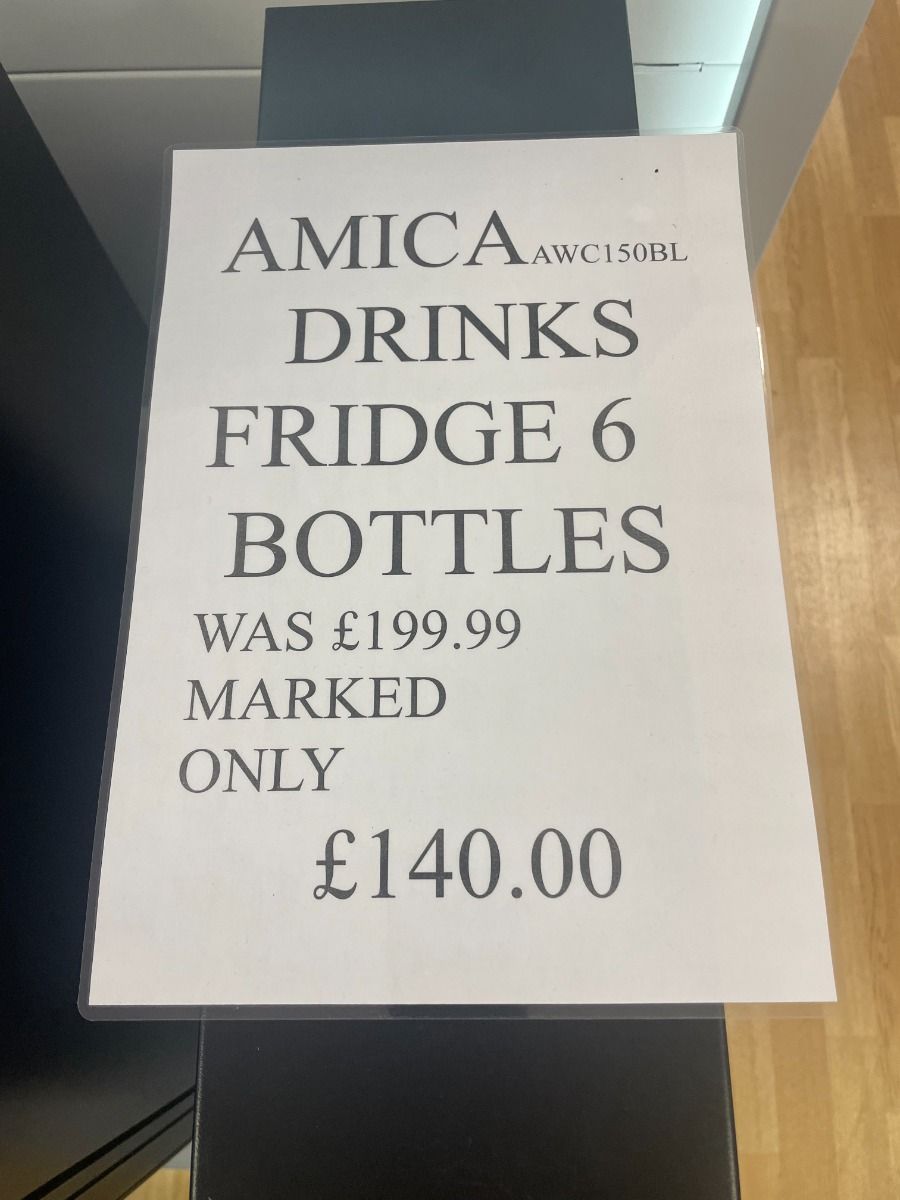 AMICA AWC150BL
DRINKS
FRIDGE 6
BOTTLES
WAS £199.99
MARKED
ONLY
£140.00